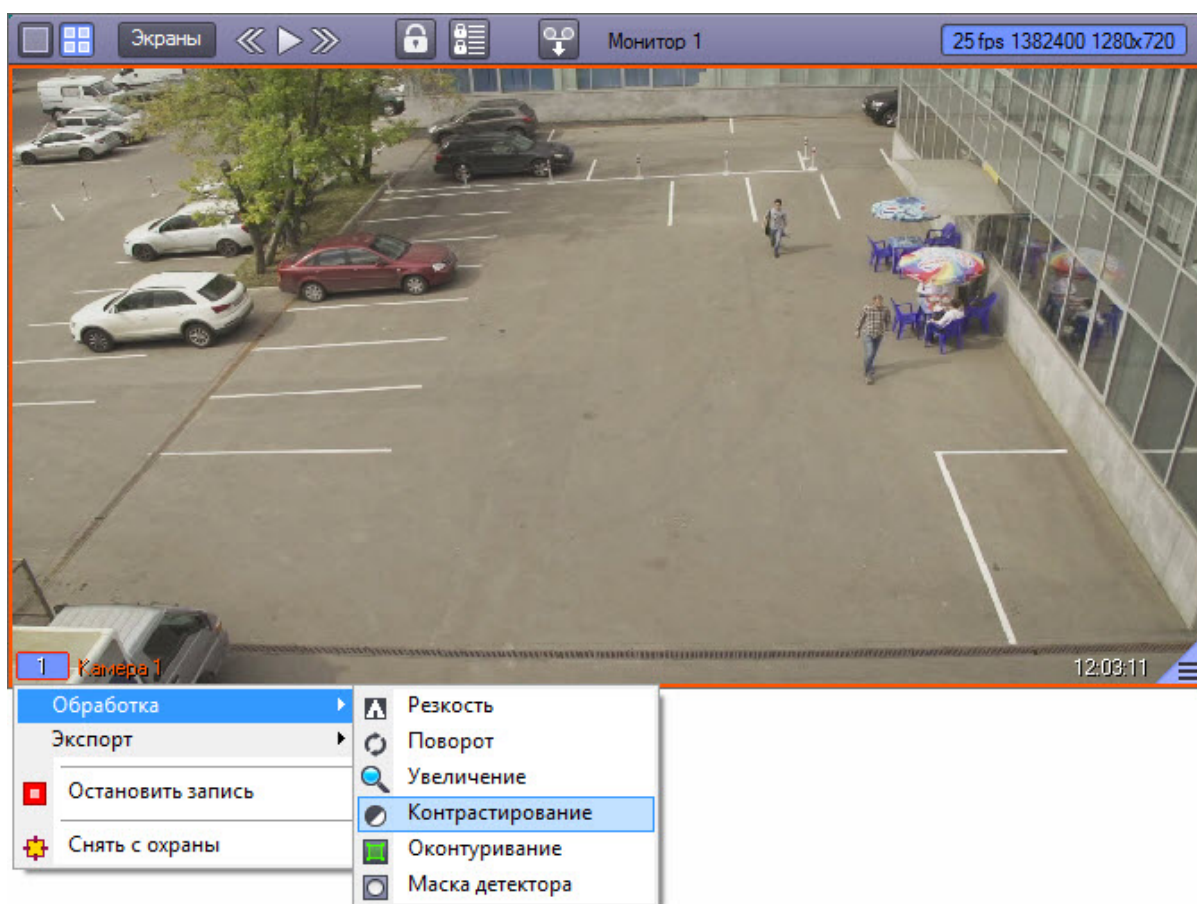 Экраны
Монитор 1
25 fps 1382400 1280x720
1 Камера 1
12:03:11
Обработка
Экспорт
Остановить запись
Снять с охраны
Резкость
Поворот
Увеличение
Контрастирование
Оконтуривание
Маска детектора